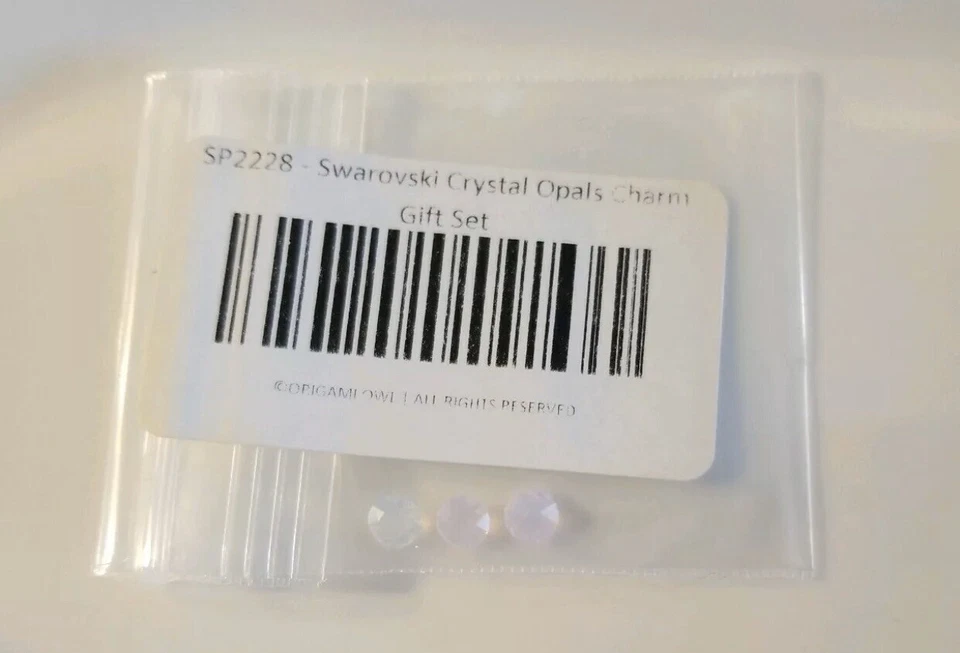 SP2228 - Swarovski Crystal Opals Charm
Gift Set
©ORIGAMI OWL | ALL RIGHTS RESERVED